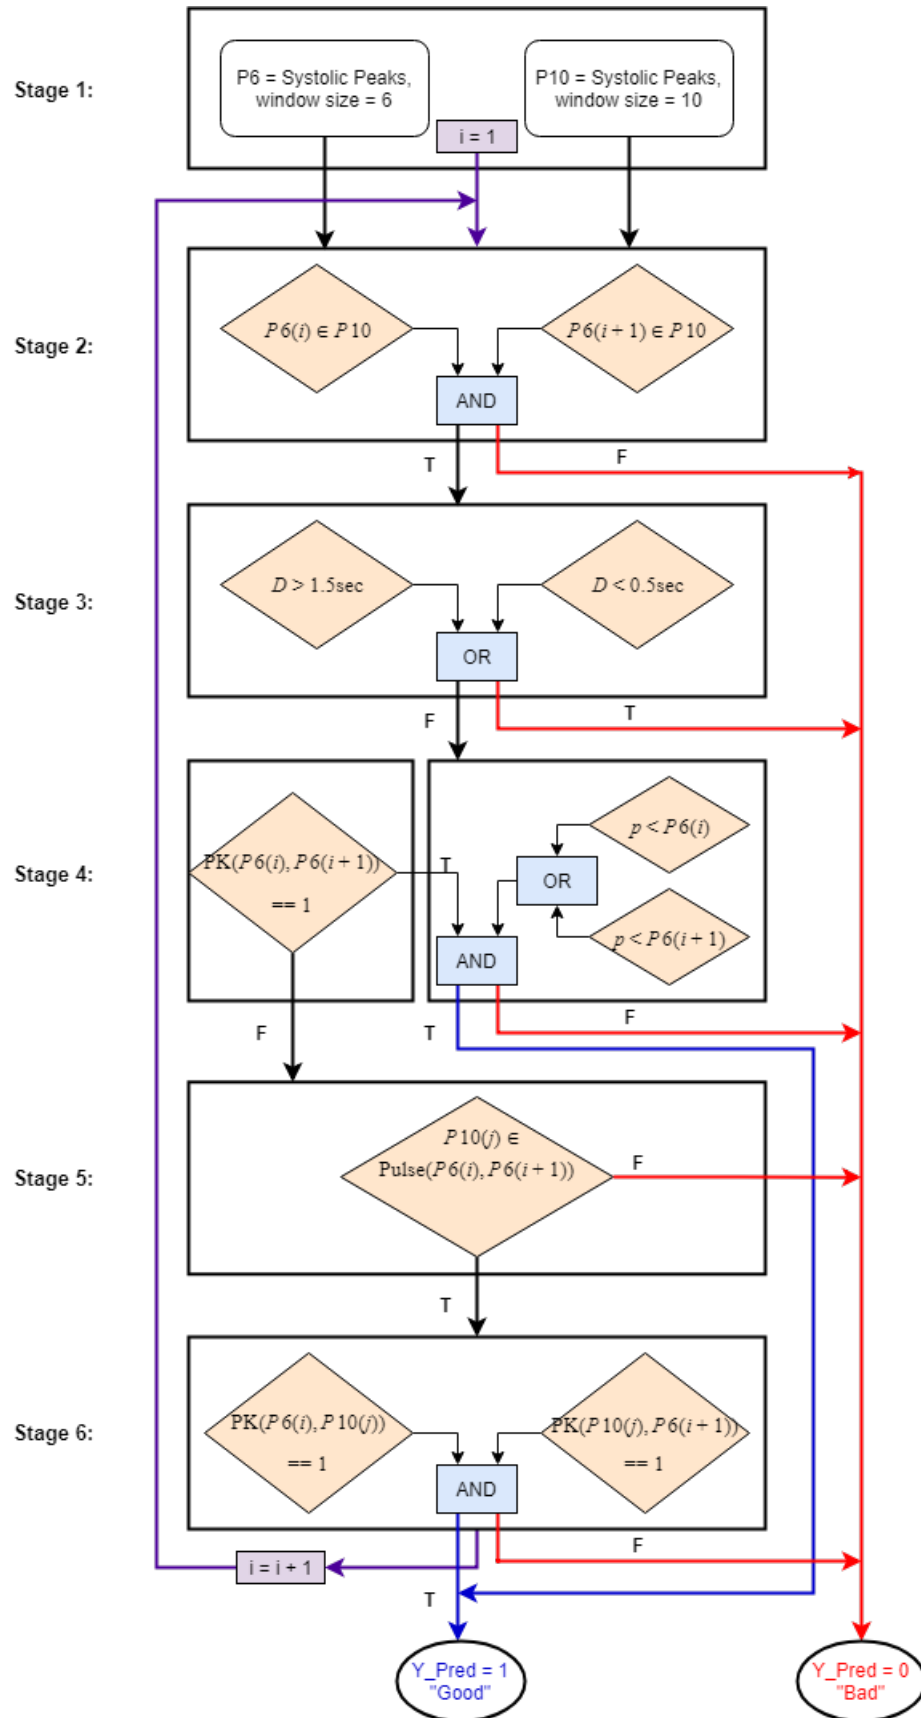 Stage 1:
P6 = Systolic Peaks,
window size = 6
P10 = Systolic Peaks,
window size = 10
i = 1
Stage 2:
P6(i) ∈ P10
P6(i + 1) ∈ P10
AND
T
F
Stage 3:
D > 1.5sec
D < 0.5sec
OR
F
T
Stage 4:
PK(P6(i), P6(i + 1))
== 1
T
p < P6(i)
OR
p < P6(i + 1)
AND
F
T
F
Stage 5:
P10(j) ∈
Pulse(P6(i), P6(i + 1))
F
T
Stage 6:
PK(P6(i), P10(j))
== 1
PK(P10(j), P6(i + 1))
== 1
AND
F
i = i + 1
T
Y_Pred = 1
"Good"
Y_Pred = 0
"Bad"